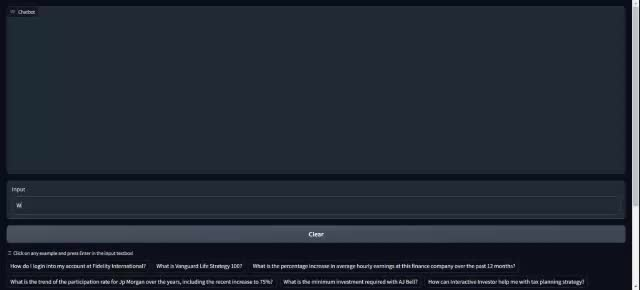 Chatbot
Input
W
Clear
Click on any example and press Enter in the input textbox!
How do I login into my account at Fidelity International? What is Vanguard Life Strategy 100? What is the percentage increase in average hourly earnings at this finance company over the past 12 months?
What is the trend of the participation rate for Jp Morgan over the years, including the recent increase to 75%? What is the minimum investment required with AJ Bell? How can Interactive Investor help me with tax planning strategy?